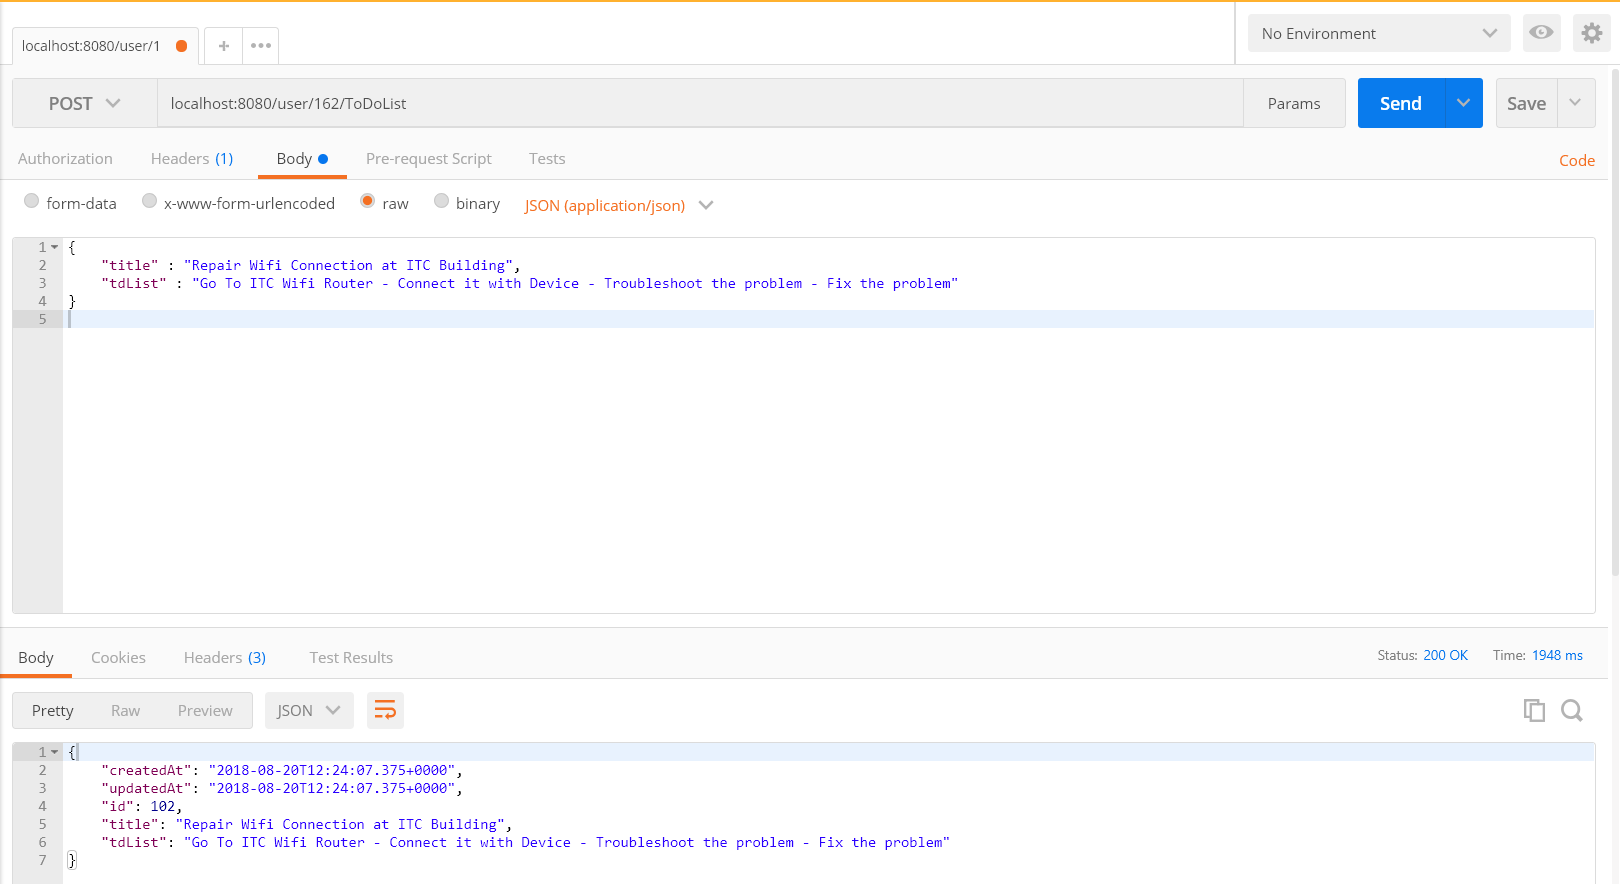 localhost:8080/user/1 + ••• No Environment
POST localhost:8080/user/162/ToDoList Params Send Save
Authorization Headers (1) Body Pre-request Script Tests Code
form-data x-www-form-urlencoded raw binary JSON (application/json)
1 {
2 "title" : "Repair Wifi Connection at ITC Building",
3 "tdList" : "Go To ITC Wifi Router - Connect it with Device - Troubleshoot the problem - Fix the problem"
4 }
5
Body Cookies Headers (3) Test Results Status: 200 OK Time: 1948 ms
Pretty Raw Preview JSON
1 {
2 "createdAt": "2018-08-20T12:24:07.375+0000",
3 "updatedAt": "2018-08-20T12:24:07.375+0000",
4 "id": 102,
5 "title": "Repair Wifi Connection at ITC Building",
6 "tdList": "Go To ITC Wifi Router - Connect it with Device - Troubleshoot the problem - Fix the problem"
7 }